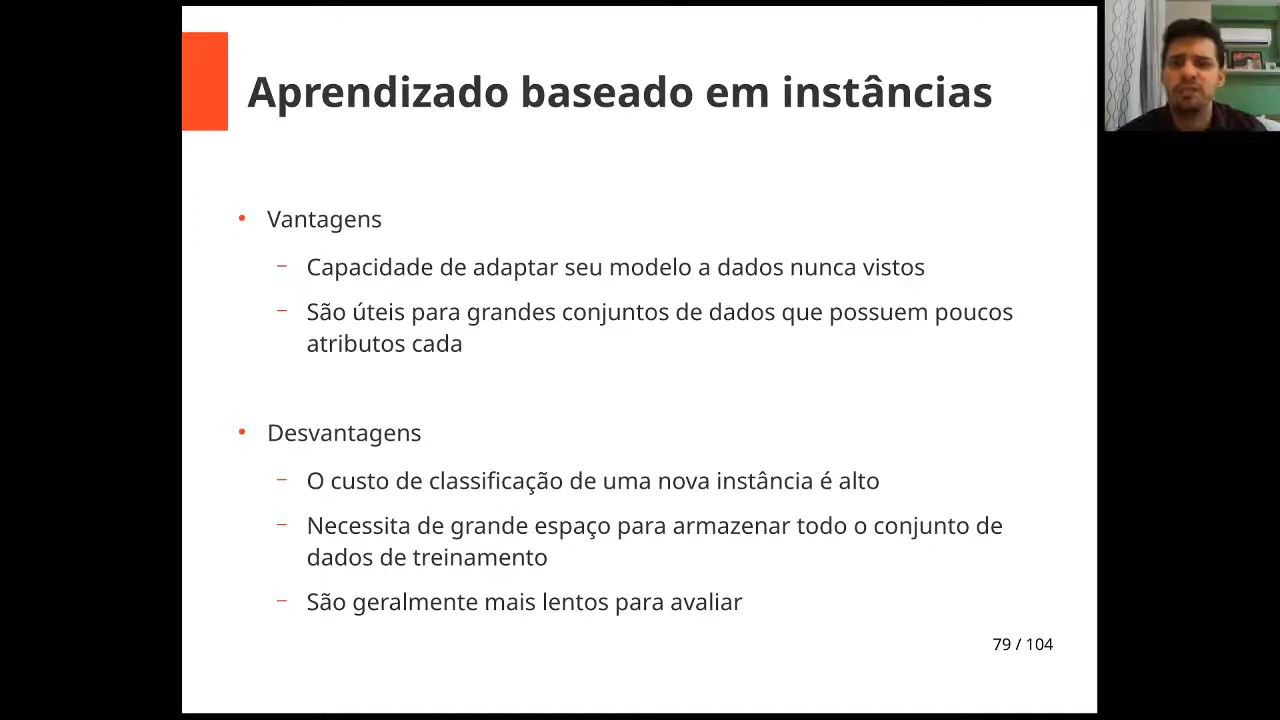 Aprendizado baseado em instâncias
• Vantagens
– Capacidade de adaptar seu modelo a dados nunca vistos
– São úteis para grandes conjuntos de dados que possuem poucos
atributos cada
• Desvantagens
– O custo de classificação de uma nova instância é alto
– Necessita de grande espaço para armazenar todo o conjunto de
dados de treinamento
– São geralmente mais lentos para avaliar
79 / 104